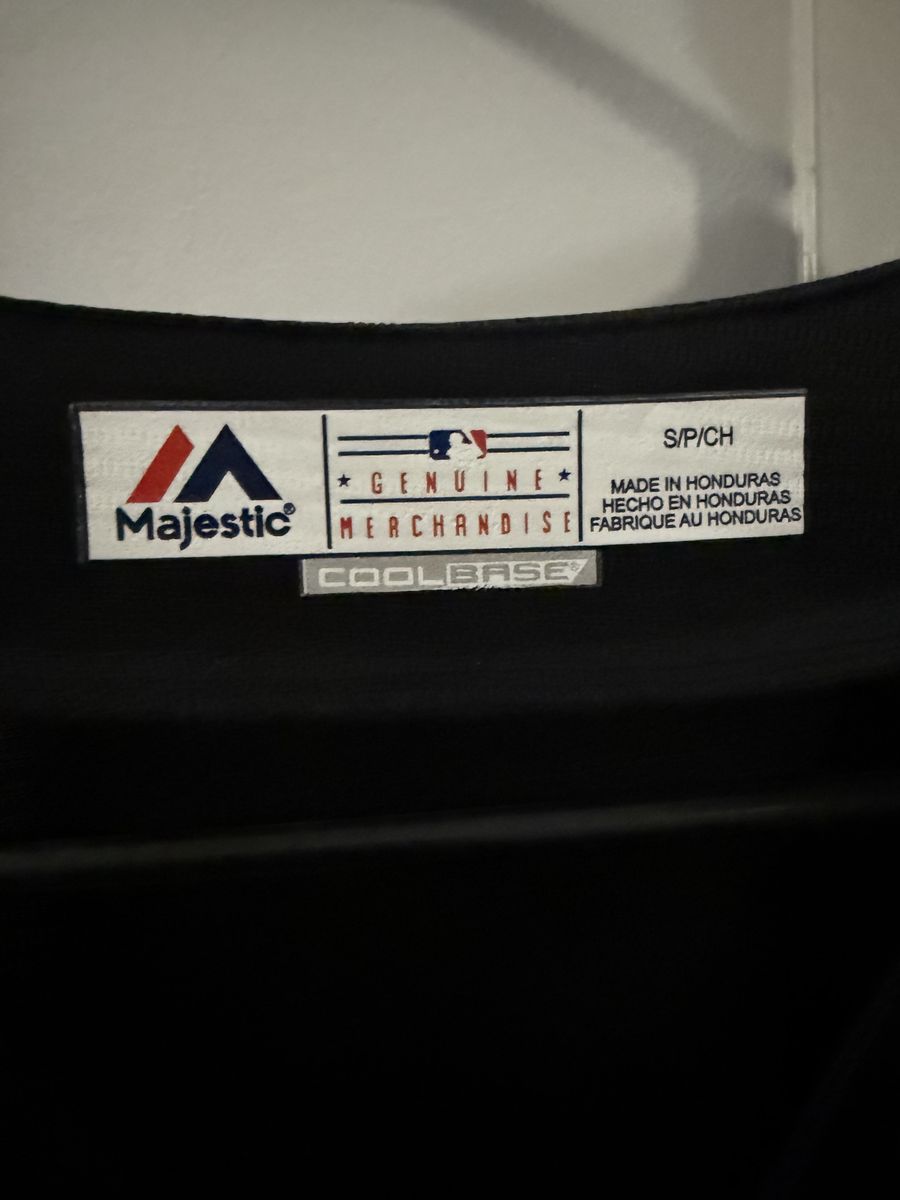 Majestic®
GENUINE
MERCHANDISE
S/P/CH
MADE IN HONDURAS
HECHO EN HONDURAS
FABRIQUE AU HONDURAS
COOLBASE®